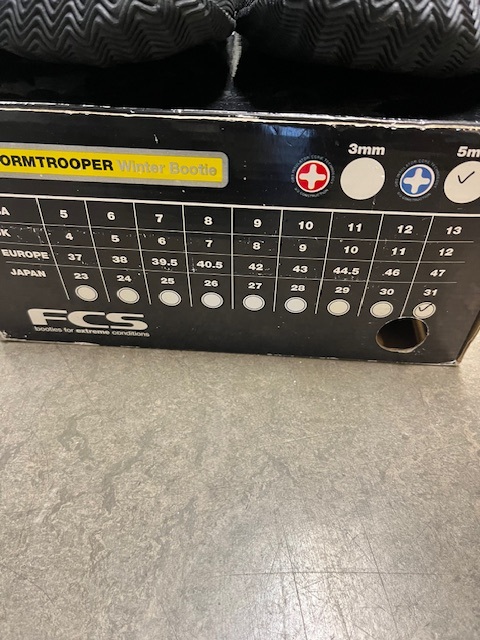 3mm 5m
ORMTROOPER Winter Bootie
SA 5 6 7 8 9 10 11 12 13
K 4 5 6 7 8 9 10 11 12
EUROPE 37 38 39.5 40.5 42 43 44.5 46 47
JAPAN 23 24 25 26 27 28 29 30 31
FCS
booties for extreme conditions